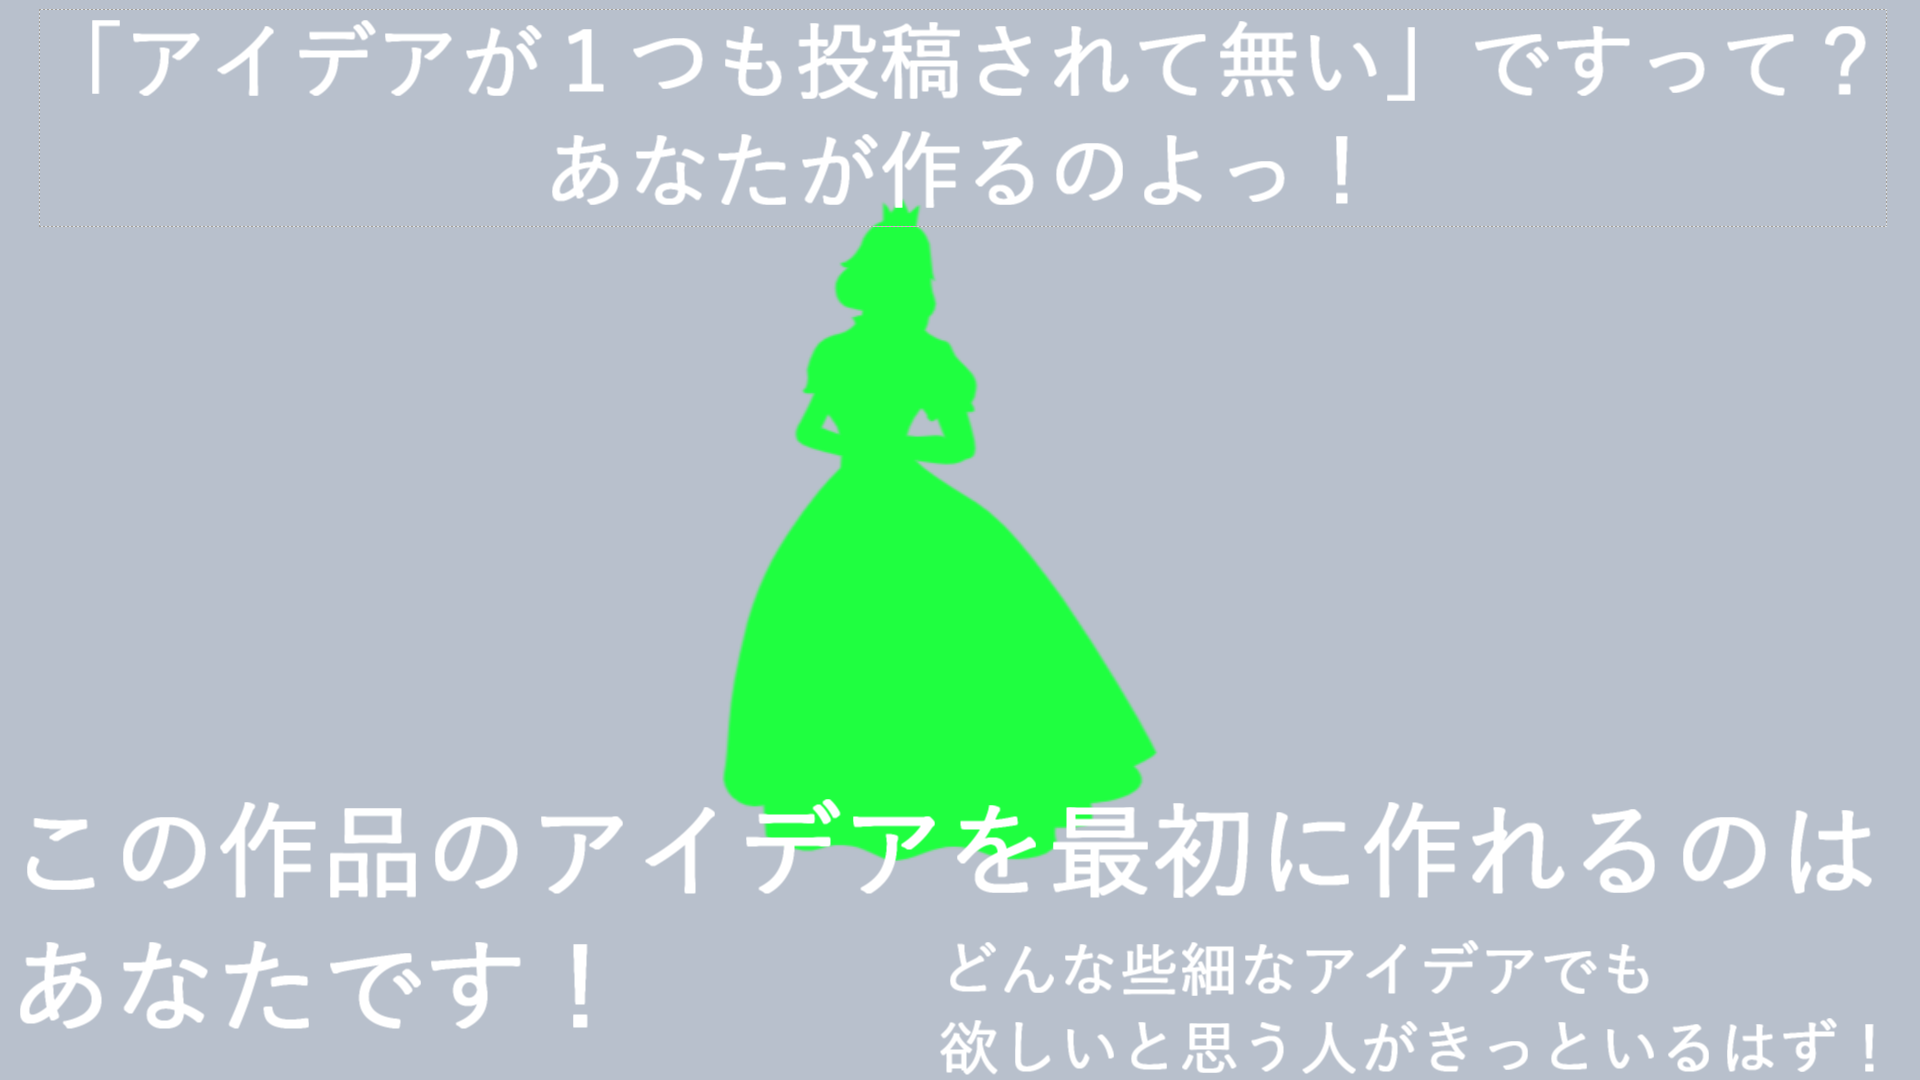 「アイデアが１つも投稿されて無い」ですって？
あなたが作るのよっ！
この作品のアイデアを最初に作れるのは
あなたです！
どんな些細なアイデアでも
欲しいと思う人がきっといるはず！